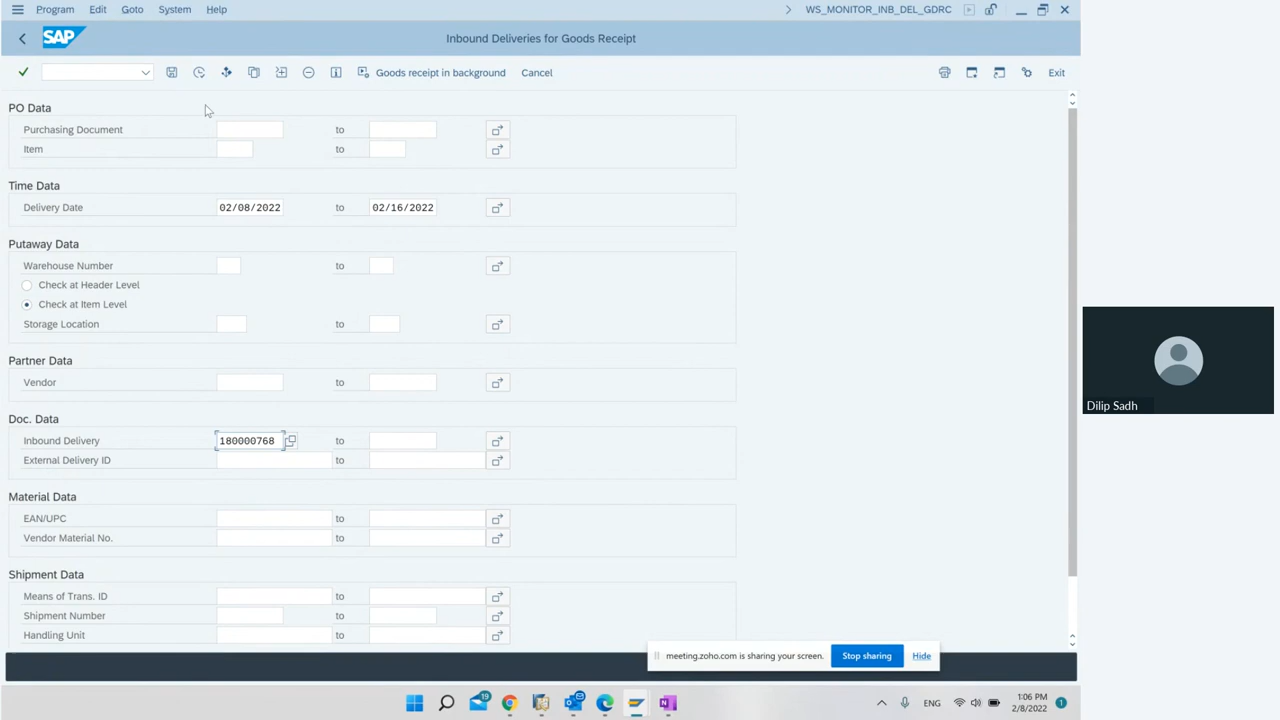 Program Edit Goto System Help WS_MONITOR_INB_DEL_GDRC
SAP Inbound Deliveries for Goods Receipt
Goods receipt in background Cancel Exit
PO Data
Purchasing Document to
Item to
Time Data
Delivery Date 02/08/2022 to 02/16/2022
Putaway Data
Warehouse Number to
Check at Header Level
Check at Item Level
Storage Location to
Partner Data
Vendor to
Doc. Data
Inbound Delivery 180000768 to
External Delivery ID to
Material Data
EAN/UPC to
Vendor Material No. to
Shipment Data
Means of Trans. ID to
Shipment Number to
Handling Unit to
meeting.zoho.com is sharing your screen. Stop sharing Hide
Dilip Sadh
19
ENG 1:06 PM 1
2/8/2022